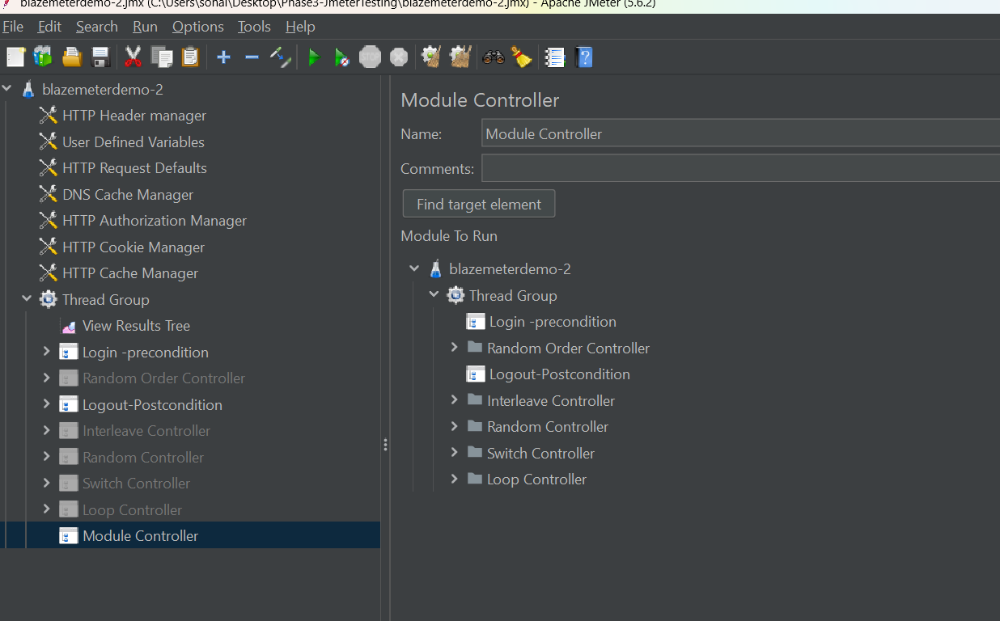 blazemeterdemo-2.jmx (C:\Users\sonal\Desktop\Phase3-JmeterTesting\blazemeterdemo-2.jmx) - Apache JMeter (5.6.2)
File Edit Search Run Options Tools Help
STOP
blazemeterdemo-2
HTTP Header manager
User Defined Variables
HTTP Request Defaults
DNS Cache Manager
HTTP Authorization Manager
HTTP Cookie Manager
HTTP Cache Manager
Thread Group
View Results Tree
Login -precondition
Random Order Controller
Logout-Postcondition
Interleave Controller
Random Controller
Switch Controller
Loop Controller
Module Controller
Module Controller
Name: Module Controller
Comments:
Find target element
Module To Run
blazemeterdemo-2
Thread Group
Login -precondition
Random Order Controller
Logout-Postcondition
Interleave Controller
Random Controller
Switch Controller
Loop Controller